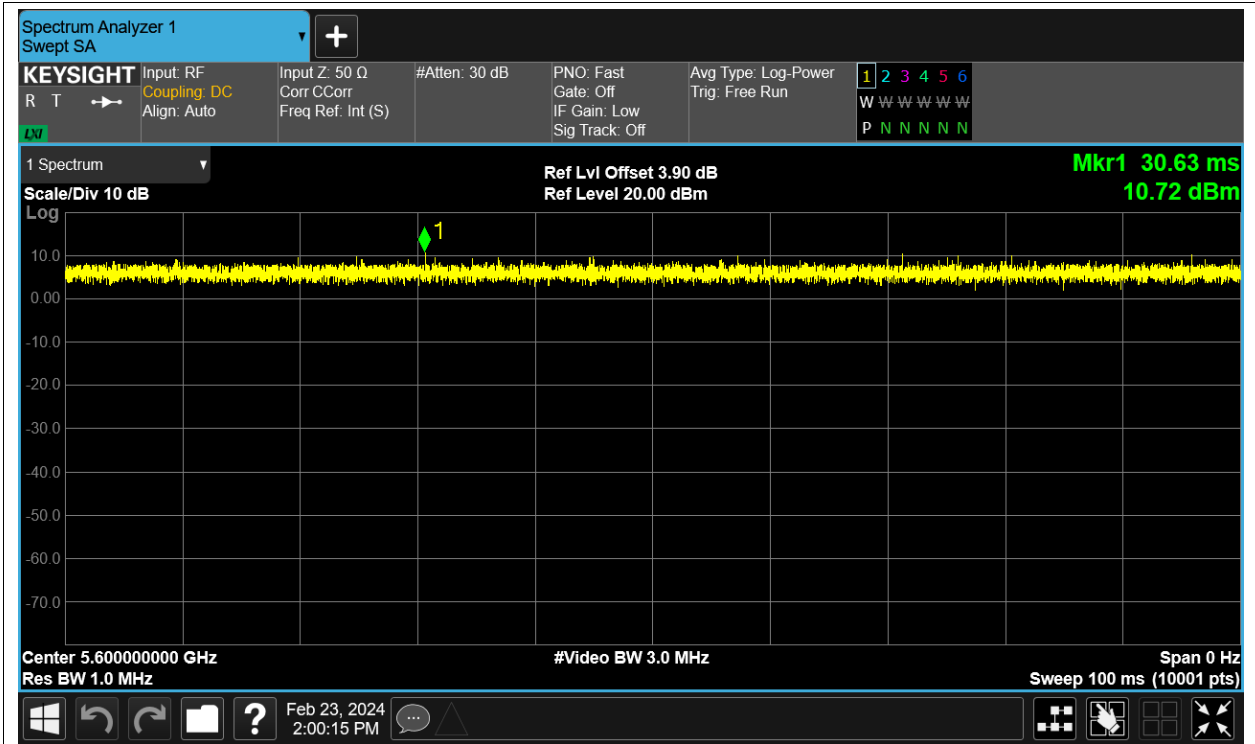 Spectrum Analyzer 1
Swept SA
KEYSIGHT
R T
LXI
Input: RF
Coupling: DC
Align: Auto
Input Z: 50 Ω
Corr CCorr
Freq Ref: Int (S)
#Atten: 30 dB
PNO: Fast
Gate: Off
IF Gain: Low
Sig Track: Off
Avg Type: Log-Power
Trig: Free Run
1 2 3 4 5 6
W W W W W W
P N N N N N
1 Spectrum
Scale/Div 10 dB
Ref Lvl Offset 3.90 dB
Ref Level 20.00 dBm
Mkr1 30.63 ms
10.72 dBm
Log
1
10.0
0.00
-10.0
-20.0
-30.0
-40.0
-50.0
-60.0
-70.0
Center 5.600000000 GHz
#Video BW 3.0 MHz
Span 0 Hz
Res BW 1.0 MHz
Sweep 100 ms (10001 pts)
?
Feb 23, 2024
2:00:15 PM